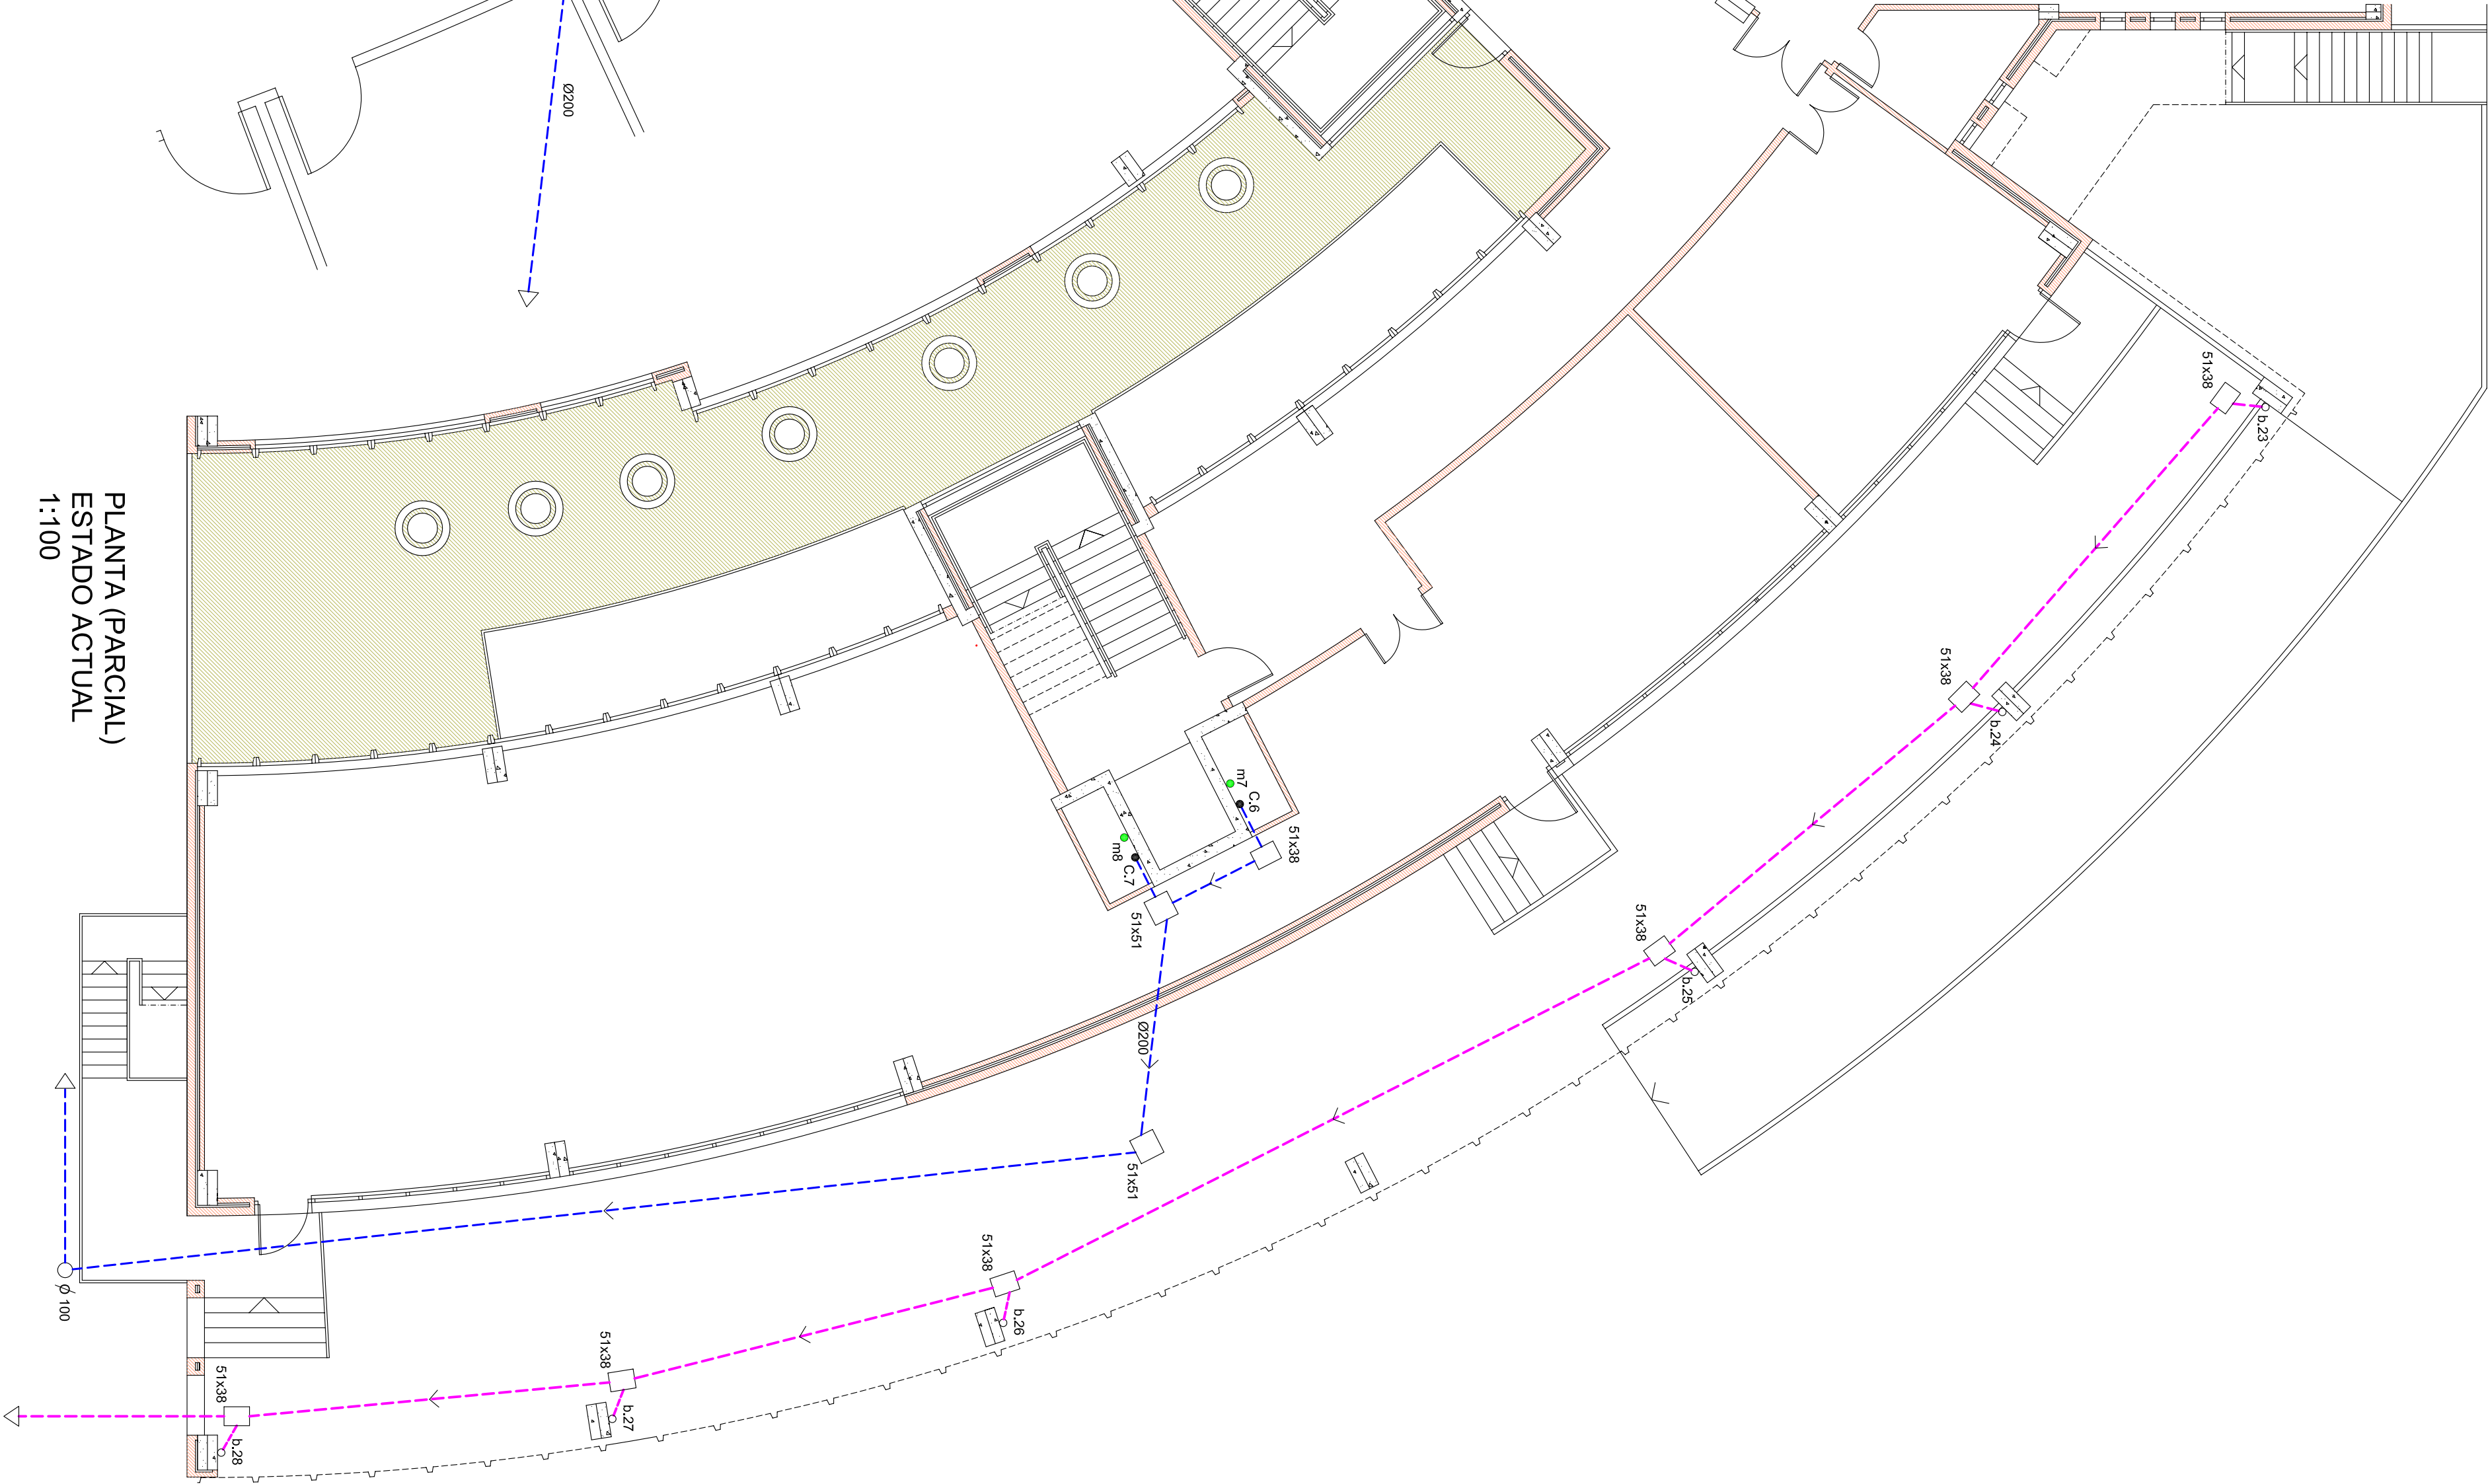 PLANTA (PARCIAL)
ESTADO ACTUAL
1:100
Ø200
51x38
b.23
51x38
b.24
51x38
b.25
m7
C.6
51x38
m8
C.7
51x51
Ø200
51x51
51x38
b.26
51x38
b.27
51x38
b.28
Ø 100